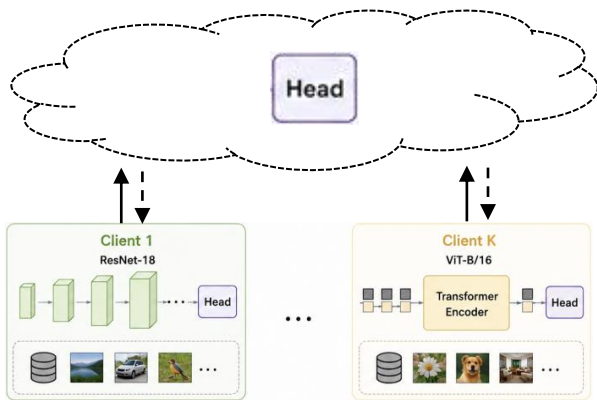 Head
Client 1
ResNet-18
Head
...
Client K
ViT-B/16
Transformer
Encoder
Head